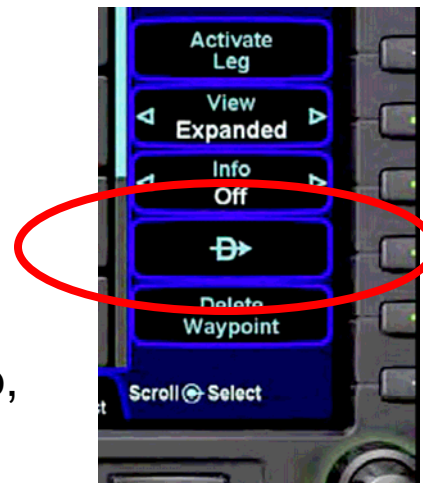 Activate
Leg
View
Expanded
Info
Off
D
Delete
Waypoint
Scroll Select